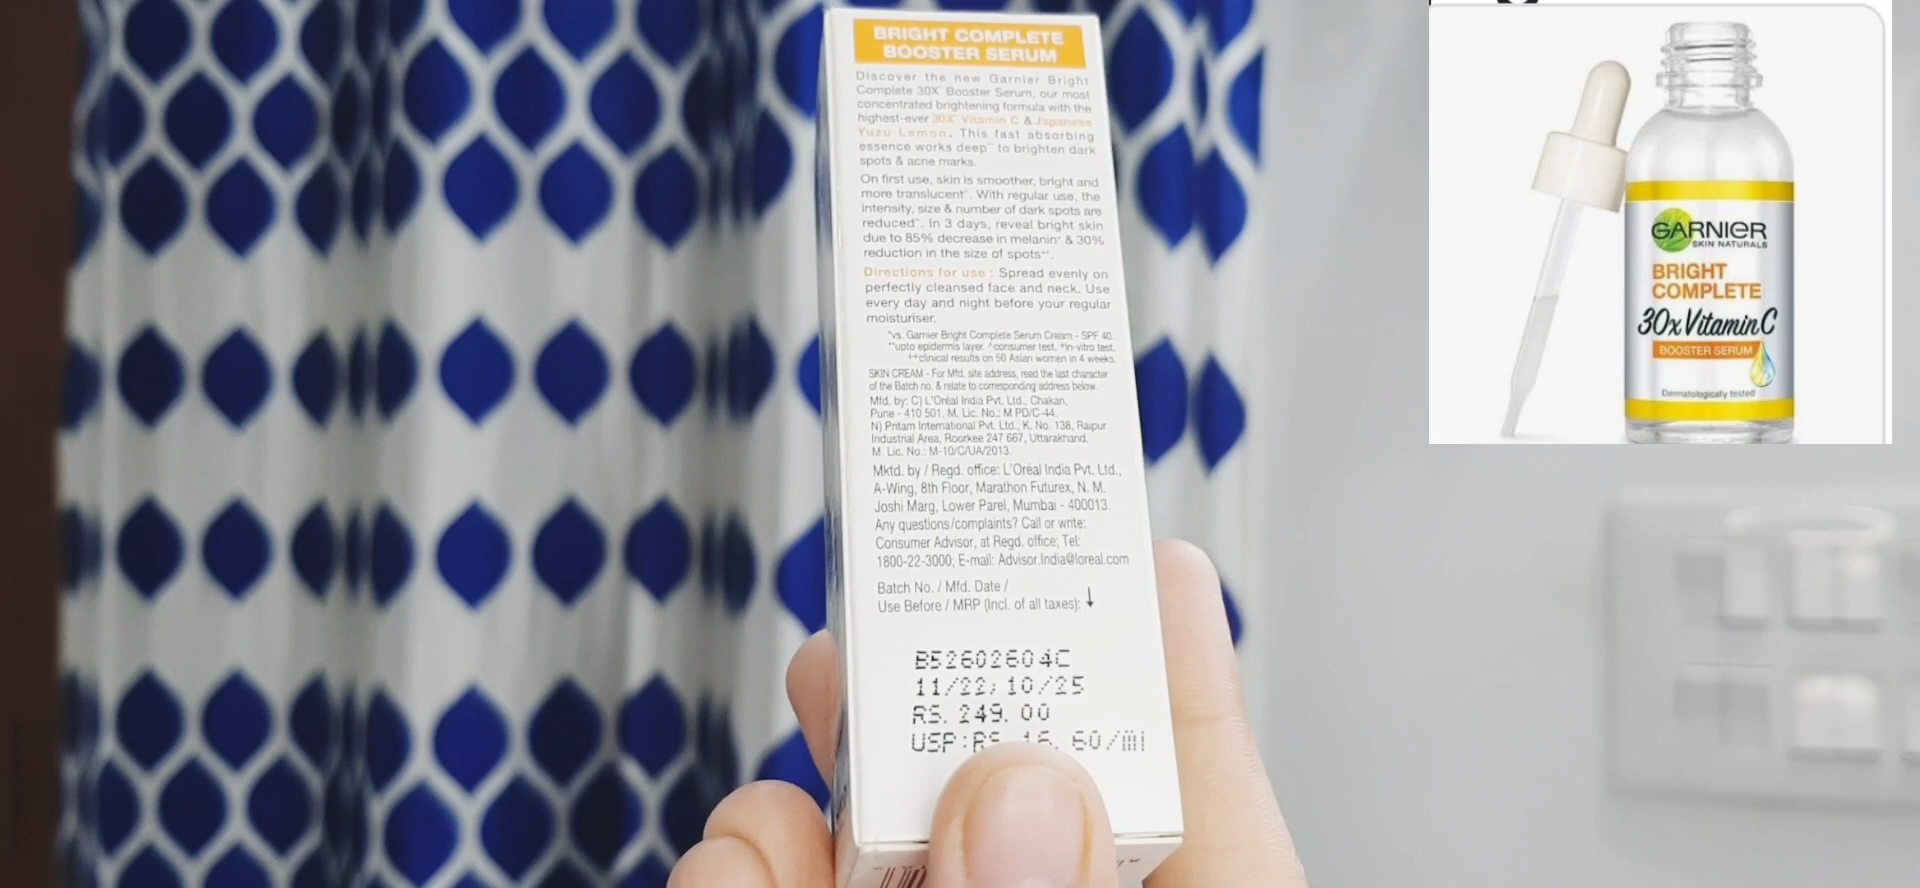 BRIGHT COMPLETE
BOOSTER SERUM
Discover the new Garnier Bright
Complete 30X* Booster Serum, our most
concentrated brightening formula with the
highest-ever 30X* Vitamin C & Japanese
Yuzu Lemon. This fast absorbing
essence works deep** to brighten dark
spots & acne marks.
On first use, skin is smoother, bright and
more translucent^. With regular use, the
intensity, size & number of dark spots are
reduced^. In 3 days, reveal bright skin
due to 85% decrease in melanin⁺ & 30%
reduction in the size of spots⁺⁺.
Directions for use : Spread evenly on
perfectly cleansed face and neck. Use
every day and night before your regular
moisturiser.
*vs. Garnier Bright Complete Serum Cream - SPF 40.
**upto epidermis layer. ^consumer test. ⁺in-vitro test.
⁺⁺clinical results on 50 Asian women in 4 weeks.
SKIN CREAM - For Mfd. site address, read the last character
of the Batch no. & relate to corresponding address below.
Mfd. by: C) L'Oréal India Pvt. Ltd., Chakan,
Pune - 410 501. M. Lic. No.: M PD/C-44.
N) Pritam International Pvt. Ltd., K. No. 138, Raipur
Industrial Area, Roorkee 247 667, Uttarakhand.
M. Lic. No.: M-10/C/UA/2013.
Mktd. by / Regd. office: L'Oréal India Pvt. Ltd.,
A-Wing, 8th Floor, Marathon Futurex, N. M.
Joshi Marg, Lower Parel, Mumbai - 400013.
Any questions/complaints? Call or write:
Consumer Advisor, at Regd. office; Tel:
1800-22-3000; E-mail: Advisor.India@loreal.com
Batch No. / Mfd. Date /
Use Before / MRP (Incl. of all taxes):
B52602604C
11/22; 10/25
RS. 249. 00
USP:RS 16. 60/ml
GARNIER
SKIN NATURALS
BRIGHT
COMPLETE
30x Vitamin C
BOOSTER SERUM
Dermatologically tested